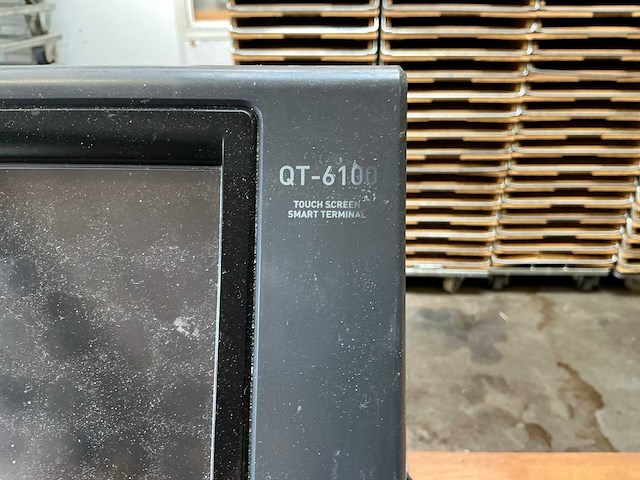 QT-6100
TOUCH SCREEN
SMART TERMINAL